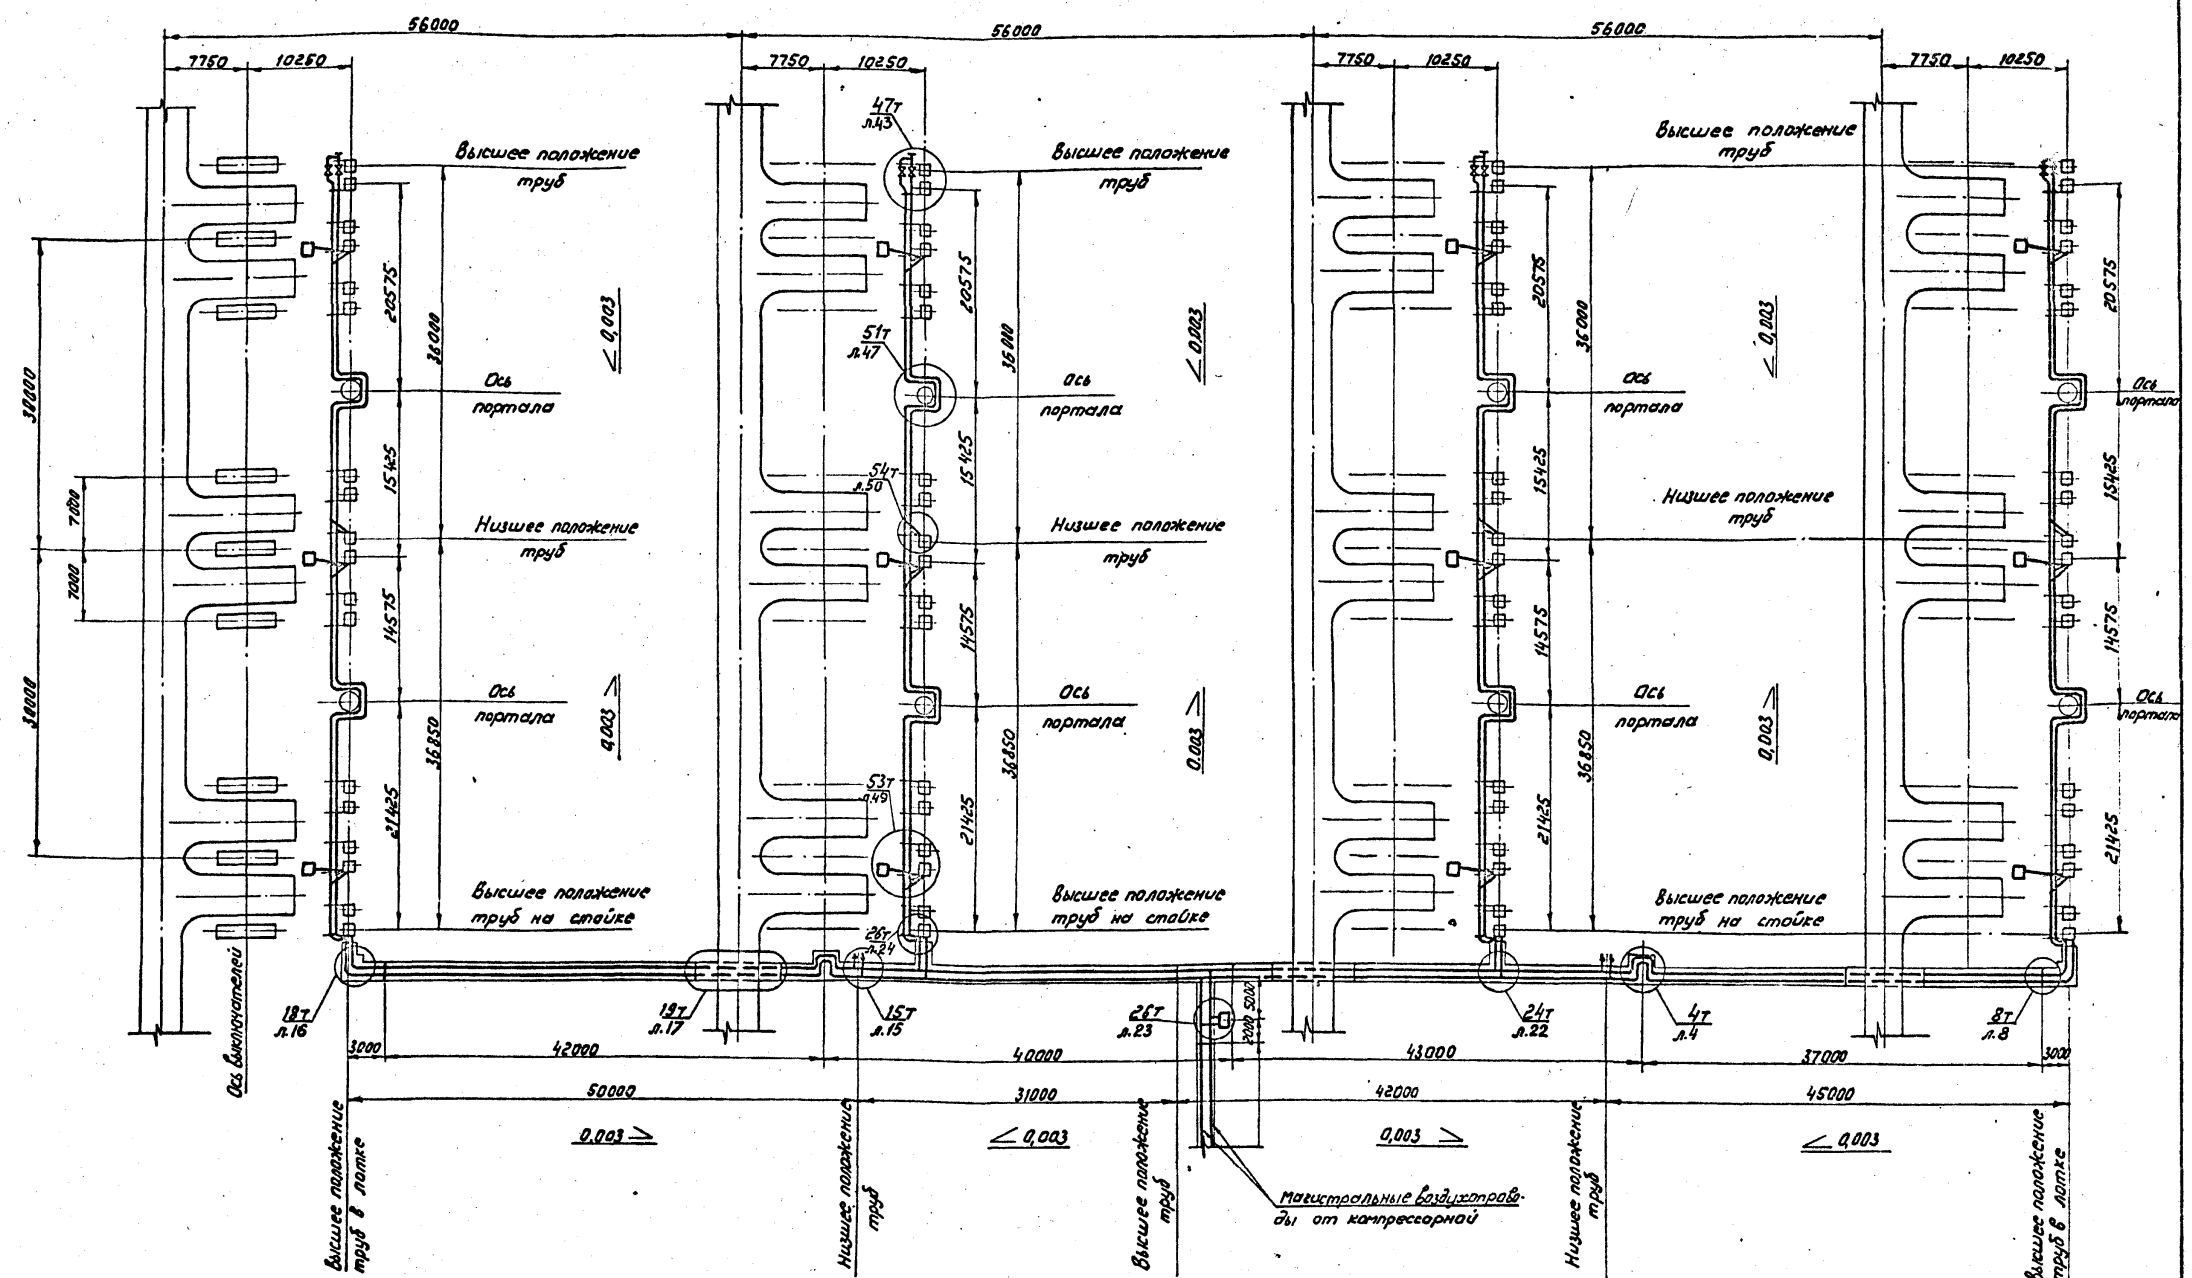 56000
56000
56000
7750
10250
7750
10250
7750
10250
7750
10250
47т
л.43
Высшее положение
труб
Высшее положение
труб
Высшее положение
труб
20575
36000
< 0,003
20575
36000
< 0,003
20575
36000
< 0,003
20575
51т
л.47
30000
Ось
портала
Ось
портала
Ось
портала
Ось
портала
15425
15425
15425
15425
54т
л.50
7000
7000
Низшее положение
труб
Низшее положение
труб
Низшее положение
труб
14575
14575
14575
14575
30000
Ось
портала
Ось
портала
Ось
портала
Ось
портала
36850
0,003 >
36850
0.003 >
36850
0,003 >
53т
л.49
21425
21425
21425
21425
Высшее положение
труб на стойке
Высшее положение
труб на стойке
Высшее положение
труб на стойке
26т
л.24
Ось выключателей
18т
л.16
19т
л.17
15т
л.15
26т
л.23
5000
2000
24т
л.22
4т
л.4
8т
л.8
3000
42000
40000
43000
37000
3000
50000
31000
42000
45000
0.003 >
< 0,003
0,003 >
< 0,003
Высшее положение
труб в лотке
Низшее положение
труб
Высшее положение
труб
Низшее положение
труб
Высшее положение
труб в лотке
Магистральные воздухопрово-
ды от компрессорной